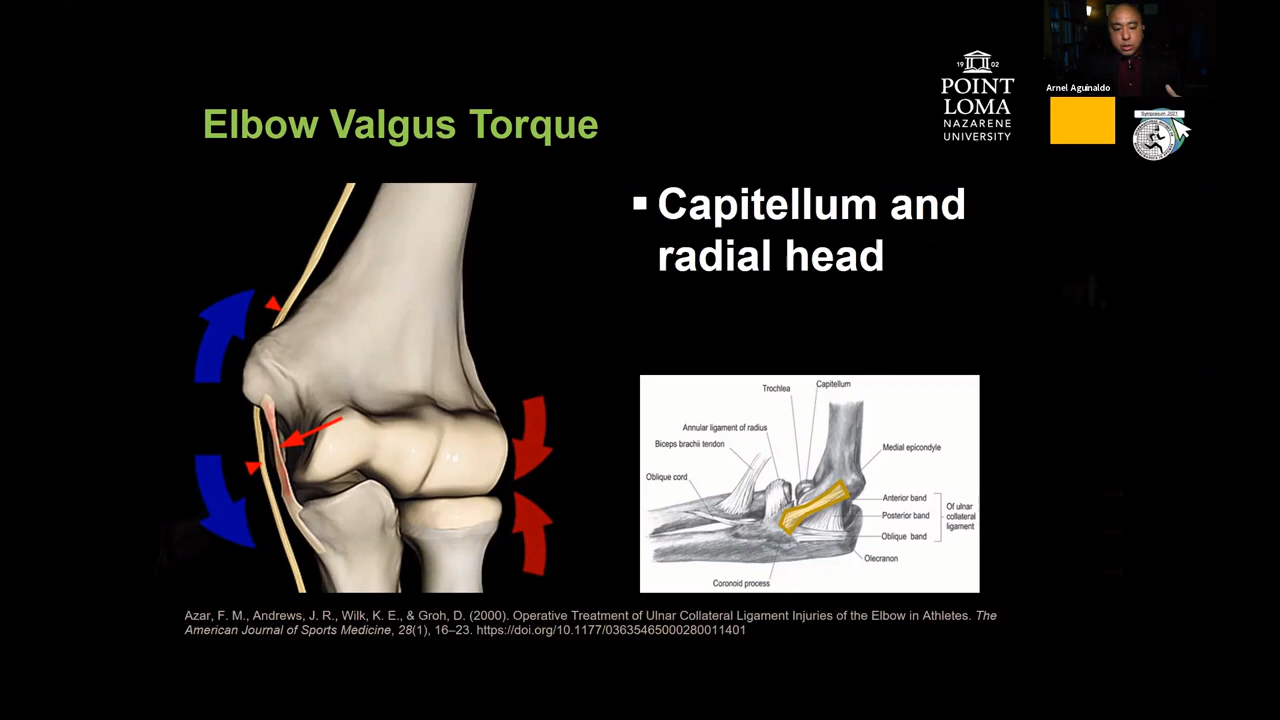 19 02
POINT
LOMA
NAZARENE
UNIVERSITY
Arnel Aguinaldo
Symposium 2021
Elbow Valgus Torque
▪ Capitellum and
radial head
Trochlea
Capitellum
Annular ligament of radius
Biceps brachii tendon
Medial epicondyle
Oblique cord
Anterior band
Posterior band
Oblique band
Of ulnar
collateral
ligament
Olecranon
Coronoid process
Azar, F. M., Andrews, J. R., Wilk, K. E., & Groh, D. (2000). Operative Treatment of Ulnar Collateral Ligament Injuries of the Elbow in Athletes. The
American Journal of Sports Medicine, 28(1), 16–23. https://doi.org/10.1177/03635465000280011401